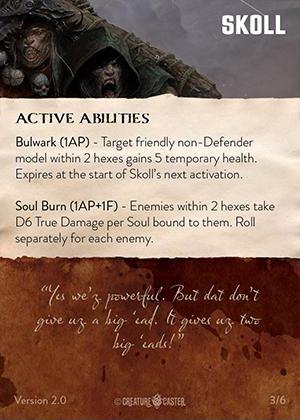 SKOLL
ACTIVE ABILITIES
Bulwark (1AP) - Target friendly non-Defender
model within 2 hexes gains 5 temporary health.
Expires at the start of Skoll's next activation.
Soul Burn (1AP+1F) - Enemies within 2 hexes take
D6 True Damage per Soul bound to them. Roll
separately for each enemy.
"Yes we'z powerful. But dat don't
give uz a big 'ead. It gives uz two
big 'eads!"
Version 2.0
© CREATURE CASTER
3/6